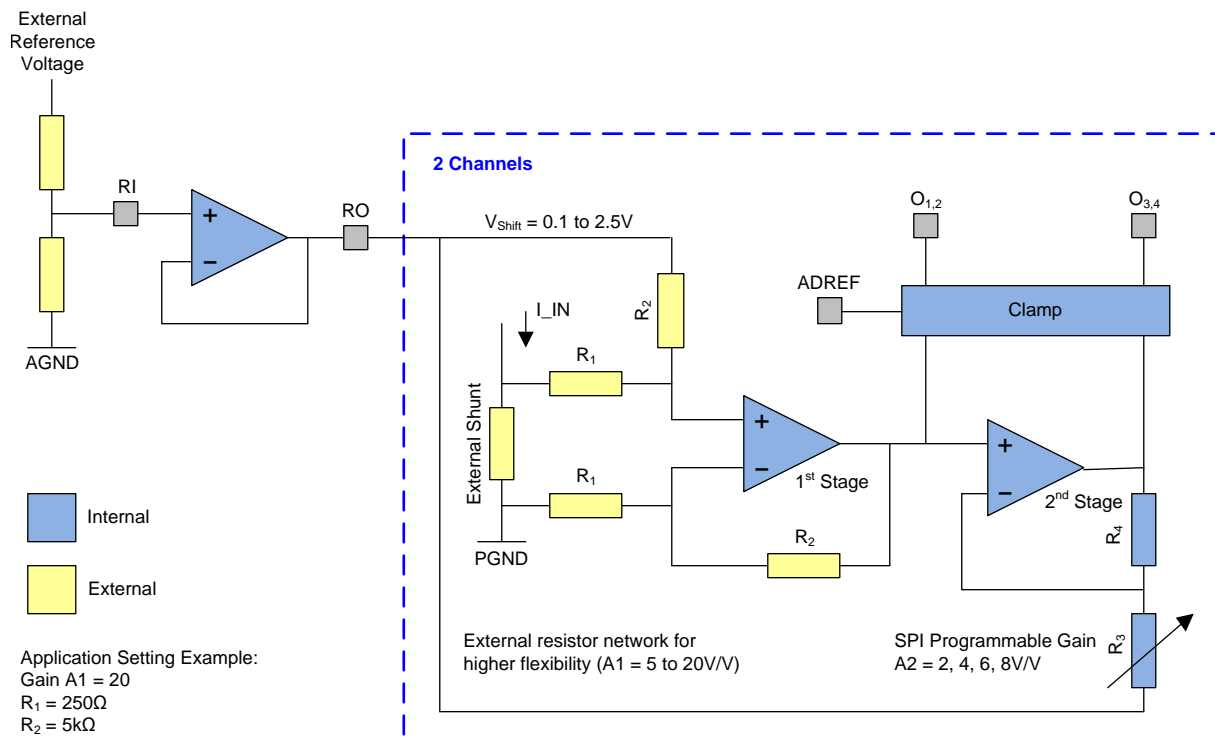 External
Reference
Voltage
RI
RO
AGND
2 Channels
V_Shift = 0.1 to 2.5V
O_1,2
O_3,4
ADREF
Clamp
I_IN
R_2
R_1
External Shunt
R_1
PGND
+
−
+
−
1st Stage
R_2
+
−
2nd Stage
R_4
R_3
Internal
External
Application Setting Example:
Gain A1 = 20
R_1 = 250Ω
R_2 = 5kΩ
External resistor network for
higher flexibility (A1 = 5 to 20V/V)
SPI Programmable Gain
A2 = 2, 4, 6, 8V/V